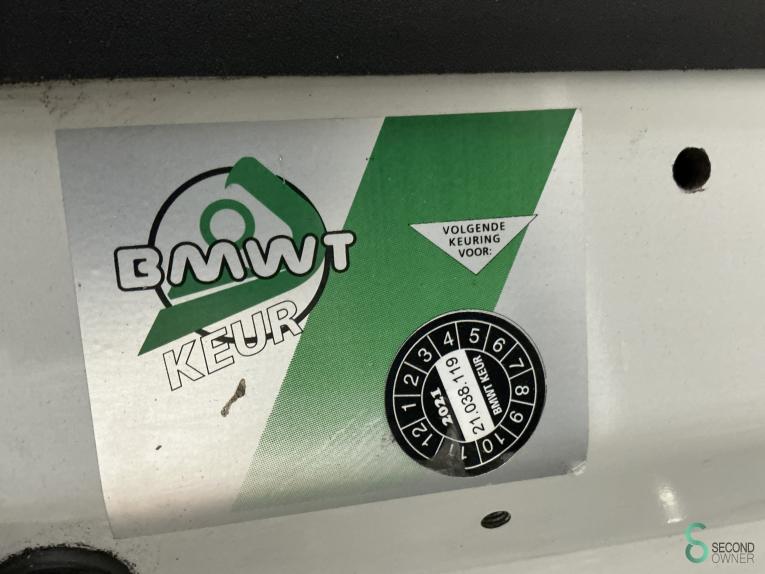 BMWT
KEUR
VOLGENDE
KEURING
VOOR:
1 2 3 4 5 6 7 8 9 10 11 12
2021
21.038.119
BMWT KEUR
SECOND
OWNER